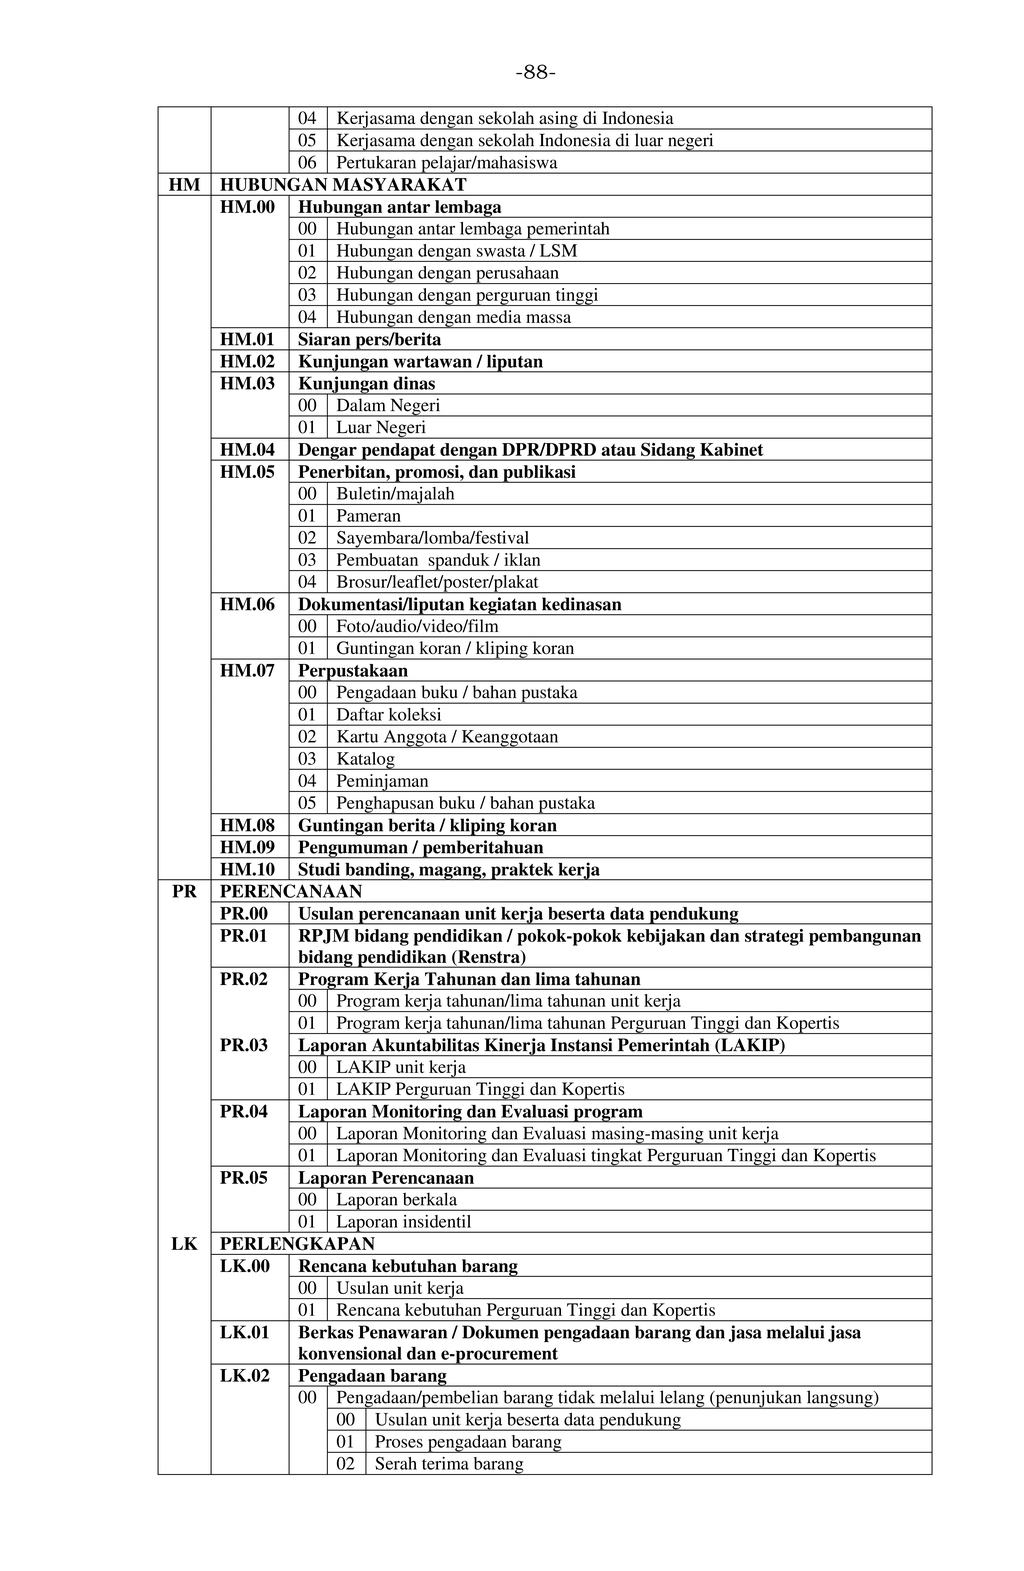 -88-
04 Kerjasama dengan sekolah asing di Indonesia
05 Kerjasama dengan sekolah Indonesia di luar negeri
06 Pertukaran pelajar/mahasiswa
HM HUBUNGAN MASYARAKAT
HM.00 Hubungan antar lembaga
00 Hubungan antar lembaga pemerintah
01 Hubungan dengan swasta / LSM
02 Hubungan dengan perusahaan
03 Hubungan dengan perguruan tinggi
04 Hubungan dengan media massa
HM.01 Siaran pers/berita
HM.02 Kunjungan wartawan / liputan
HM.03 Kunjungan dinas
00 Dalam Negeri
01 Luar Negeri
HM.04 Dengar pendapat dengan DPR/DPRD atau Sidang Kabinet
HM.05 Penerbitan, promosi, dan publikasi
00 Buletin/majalah
01 Pameran
02 Sayembara/lomba/festival
03 Pembuatan spanduk / iklan
04 Brosur/leaflet/poster/plakat
HM.06 Dokumentasi/liputan kegiatan kedinasan
00 Foto/audio/video/film
01 Guntingan koran / kliping koran
HM.07 Perpustakaan
00 Pengadaan buku / bahan pustaka
01 Daftar koleksi
02 Kartu Anggota / Keanggotaan
03 Katalog
04 Peminjaman
05 Penghapusan buku / bahan pustaka
HM.08 Guntingan berita / kliping koran
HM.09 Pengumuman / pemberitahuan
HM.10 Studi banding, magang, praktek kerja
PR PERENCANAAN
PR.00 Usulan perencanaan unit kerja beserta data pendukung
PR.01 RPJM bidang pendidikan / pokok-pokok kebijakan dan strategi pembangunan
bidang pendidikan (Renstra)
PR.02 Program Kerja Tahunan dan lima tahunan
00 Program kerja tahunan/lima tahunan unit kerja
01 Program kerja tahunan/lima tahunan Perguruan Tinggi dan Kopertis
PR.03 Laporan Akuntabilitas Kinerja Instansi Pemerintah (LAKIP)
00 LAKIP unit kerja
01 LAKIP Perguruan Tinggi dan Kopertis
PR.04 Laporan Monitoring dan Evaluasi program
00 Laporan Monitoring dan Evaluasi masing-masing unit kerja
01 Laporan Monitoring dan Evaluasi tingkat Perguruan Tinggi dan Kopertis
PR.05 Laporan Perencanaan
00 Laporan berkala
01 Laporan insidentil
LK PERLENGKAPAN
LK.00 Rencana kebutuhan barang
00 Usulan unit kerja
01 Rencana kebutuhan Perguruan Tinggi dan Kopertis
LK.01 Berkas Penawaran / Dokumen pengadaan barang dan jasa melalui jasa
konvensional dan e-procurement
LK.02 Pengadaan barang
00 Pengadaan/pembelian barang tidak melalui lelang (penunjukan langsung)
00 Usulan unit kerja beserta data pendukung
01 Proses pengadaan barang
02 Serah terima barang